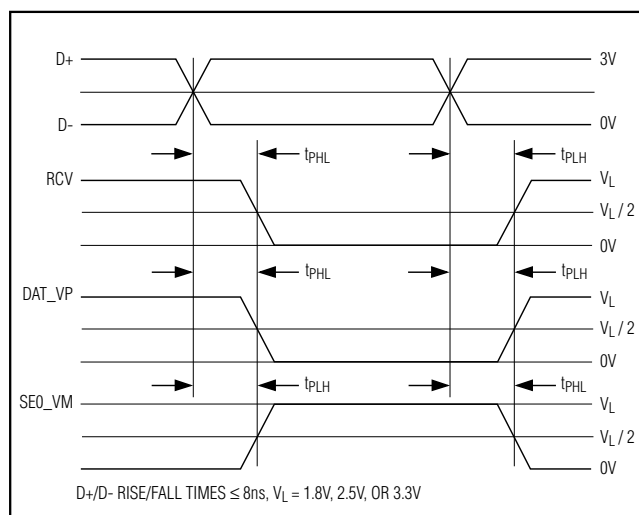 D+
3V
D-
0V
tPHL
tPLH
RCV
VL
VL / 2
0V
tPHL
tPLH
DAT_VP
VL
VL / 2
0V
tPLH
tPHL
SE0_VM
VL
VL / 2
0V
D+/D- RISE/FALL TIMES ≤ 8ns, VL = 1.8V, 2.5V, OR 3.3V